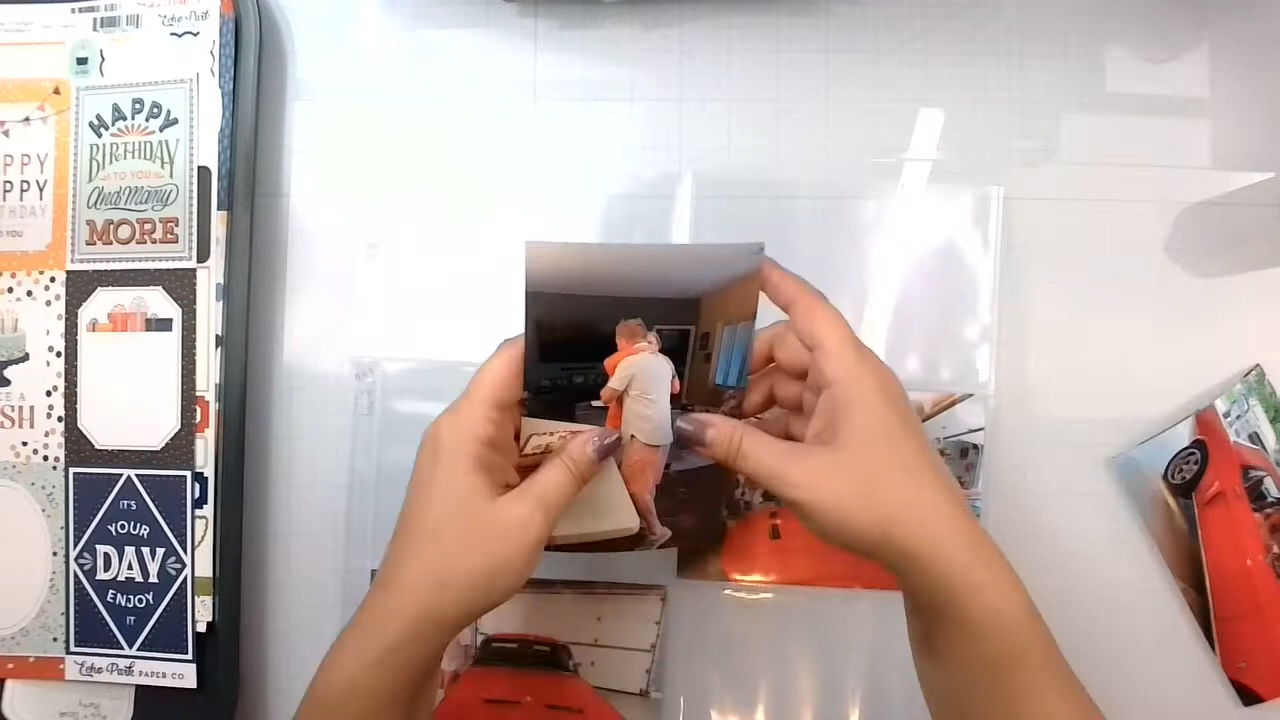 Echo Park
HAPPY
BIRTHDAY
TO YOU
And Many
MORE
PPY
PPY
THDAY
O YOU
SH
IT'S
YOUR
DAY
ENJOY
IT
Echo Park PAPER CO